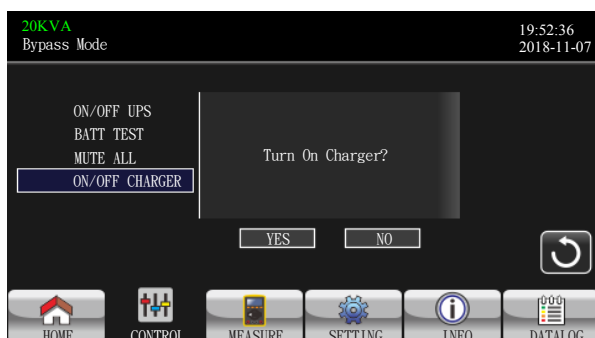 20KVA
Bypass Mode
19:52:36
2018-11-07
ON/OFF UPS
BATT TEST
MUTE ALL
ON/OFF CHARGER
Turn On Charger?
YES NO
HOME CONTROL MEASURE SETTING INFO DATALOG